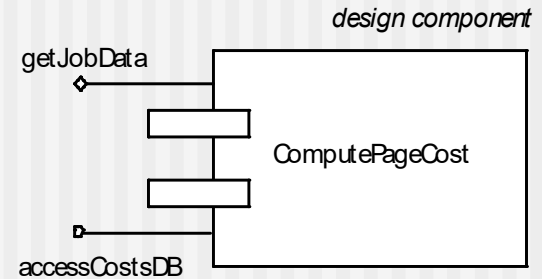 design component
getJobData
ComputePageCost
accessCostsDB